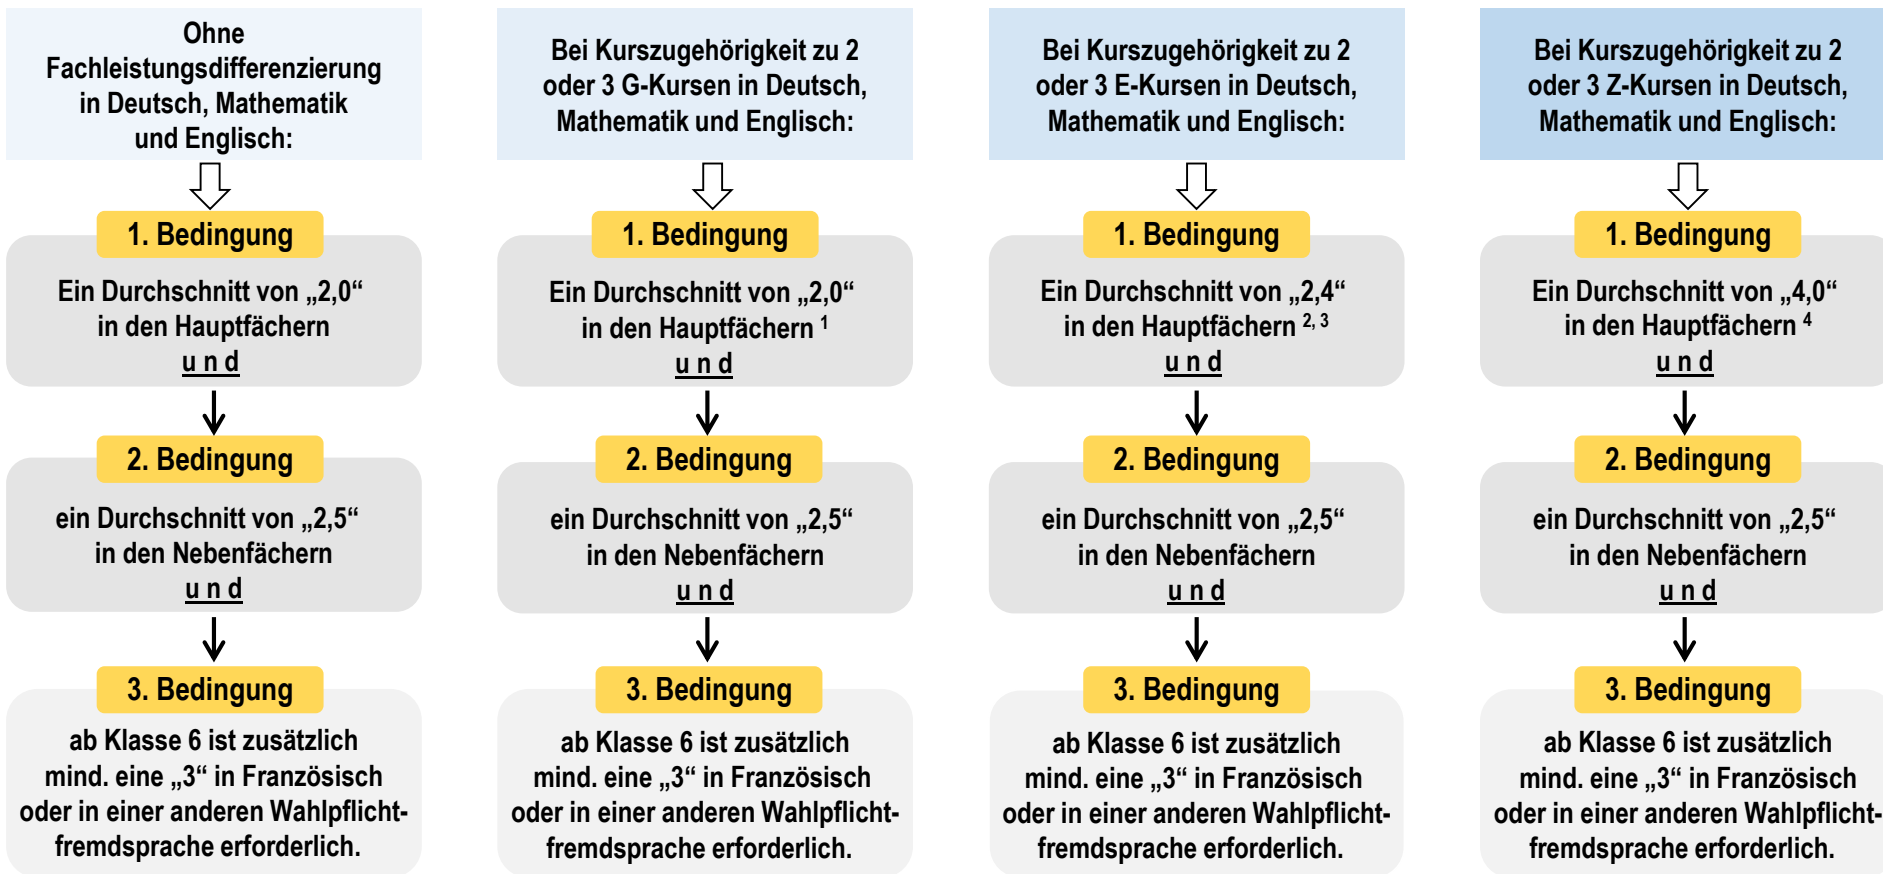 Ohne
Fachleistungsdifferenzierung
in Deutsch, Mathematik
und Englisch:
1. Bedingung
Ein Durchschnitt von „2,0“
in den Hauptfächern
u n d
2. Bedingung
ein Durchschnitt von „2,5“
in den Nebenfächern
u n d
3. Bedingung
ab Klasse 6 ist zusätzlich
mind. eine „3“ in Französisch
oder in einer anderen Wahlpflicht-
fremdsprache erforderlich.
Bei Kurszugehörigkeit zu 2
oder 3 G-Kursen in Deutsch,
Mathematik und Englisch:
1. Bedingung
Ein Durchschnitt von „2,0“
in den Hauptfächern 1
u n d
2. Bedingung
ein Durchschnitt von „2,5“
in den Nebenfächern
u n d
3. Bedingung
ab Klasse 6 ist zusätzlich
mind. eine „3“ in Französisch
oder in einer anderen Wahlpflicht-
fremdsprache erforderlich.
Bei Kurszugehörigkeit zu 2
oder 3 E-Kursen in Deutsch,
Mathematik und Englisch:
1. Bedingung
Ein Durchschnitt von „2,4“
in den Hauptfächern 2, 3
u n d
2. Bedingung
ein Durchschnitt von „2,5“
in den Nebenfächern
u n d
3. Bedingung
ab Klasse 6 ist zusätzlich
mind. eine „3“ in Französisch
oder in einer anderen Wahlpflicht-
fremdsprache erforderlich.
Bei Kurszugehörigkeit zu 2
oder 3 Z-Kursen in Deutsch,
Mathematik und Englisch:
1. Bedingung
Ein Durchschnitt von „4,0“
in den Hauptfächern 4
u n d
2. Bedingung
ein Durchschnitt von „2,5“
in den Nebenfächern
u n d
3. Bedingung
ab Klasse 6 ist zusätzlich
mind. eine „3“ in Französisch
oder in einer anderen Wahlpflicht-
fremdsprache erforderlich.